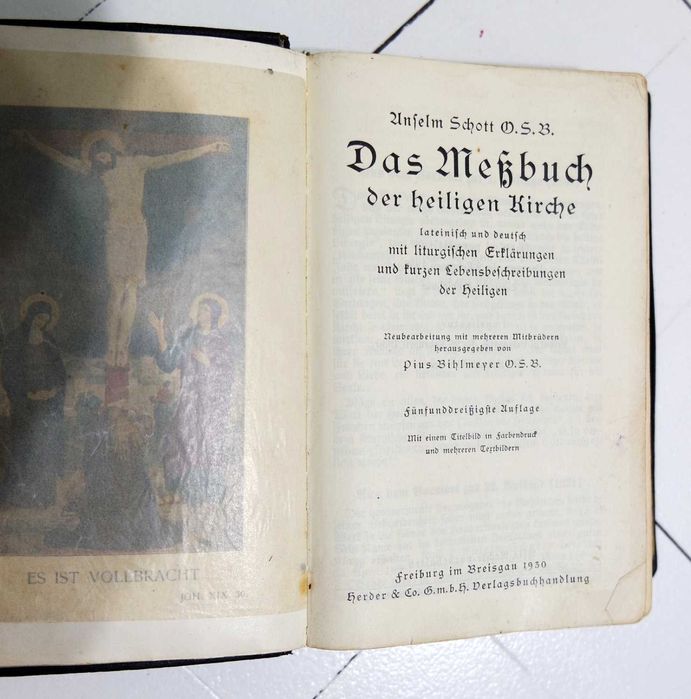 ES IST VOLLBRACHT
JOH. XIX, 30.
Anselm Schott O.S.B.
Das Meßbuch
der heiligen Kirche
lateinisch und deutsch
mit liturgischen Erklärungen
und kurzen Lebensbeschreibungen
der Heiligen
Neubearbeitung mit mehreren Mitbrüdern
herausgegeben von
Pius Bihlmeyer O.S.B.
Fünfunddreißigste Auflage
Mit einem Titelbild in Farbendruck
und mehreren Textbildern
Freiburg im Breisgau 1930
Herder & Co. G.m.b.H. Verlagsbuchhandlung